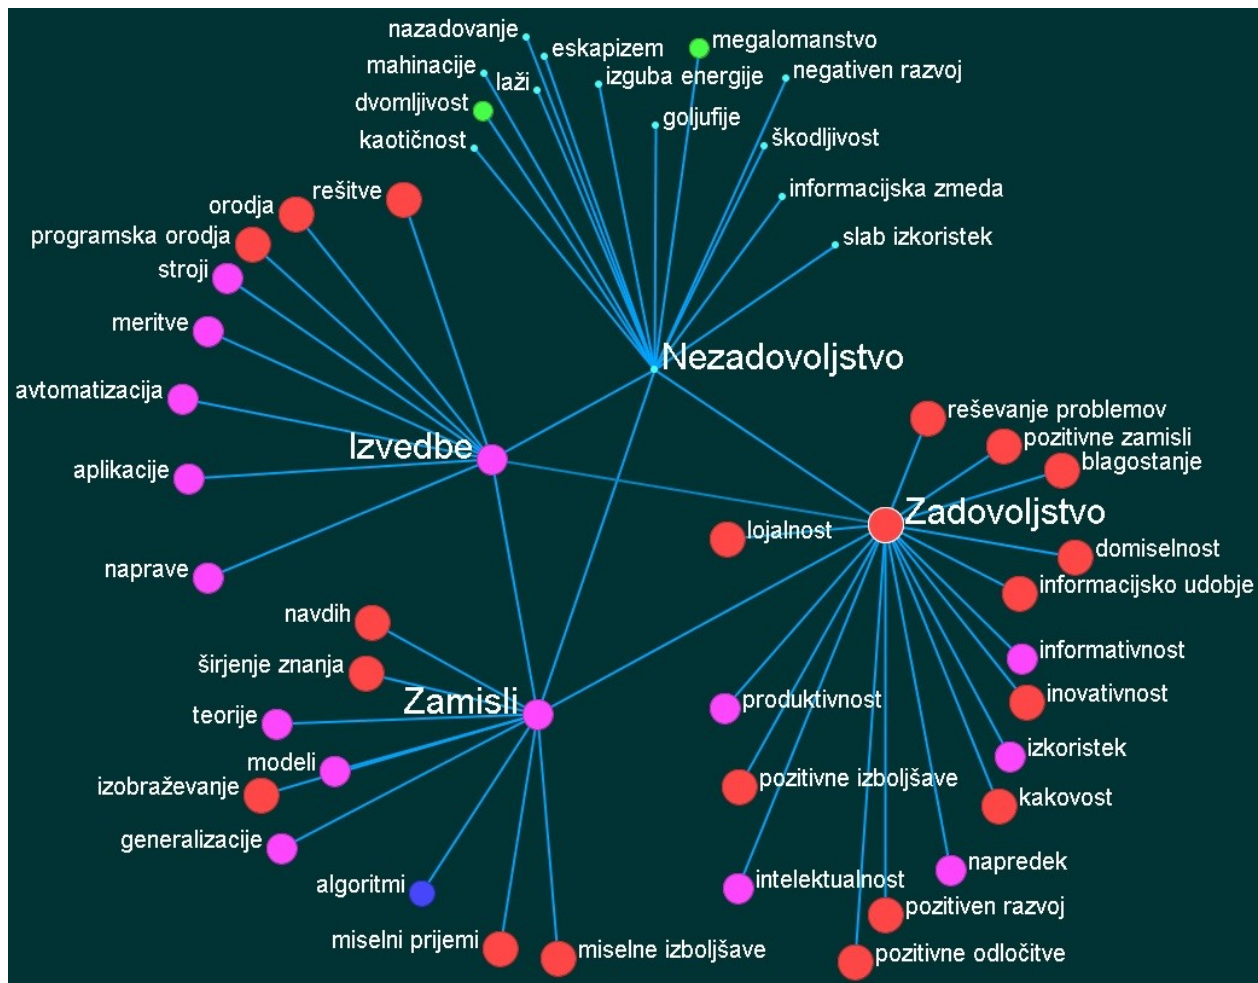 nazadovanje
eskapizem
megalomanstvo
mahinacije
laži
izguba energije
negativen razvoj
dvomljivost
goljufije
kaotičnost
škodljivost
rešitve
informacijska zmeda
orodja
programska orodja
slab izkoristek
stroji
meritve
Nezadovoljstvo
avtomatizacija
reševanje problemov
Izvedbe
pozitivne zamisli
aplikacije
blagostanje
Zadovoljstvo
lojalnost
domiselnost
naprave
informacijsko udobje
navdih
informativnost
širjenje znanja
inovativnost
Zamisli
produktivnost
teorije
izkoristek
modeli
pozitivne izboljšave
izobraževanje
kakovost
generalizacije
napredek
algoritmi
intelektualnost
pozitiven razvoj
miselni prijemi
miselne izboljšave
pozitivne odločitve